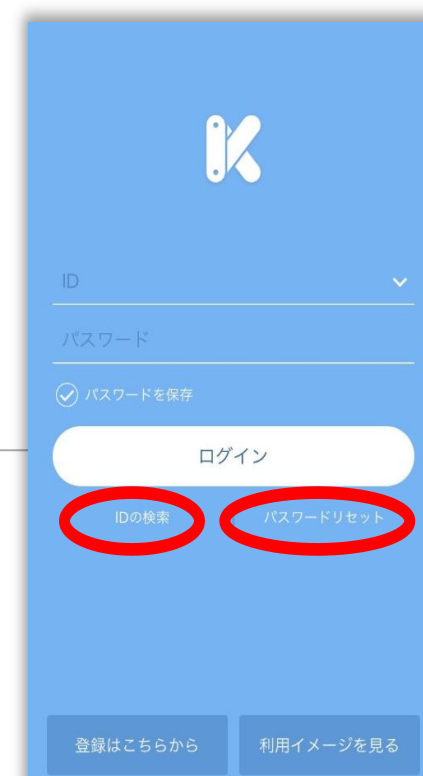 K
ID
パスワード
パスワードを保存
ログイン
IDの検索 パスワードリセット
登録はこちらから 利用イメージを見る